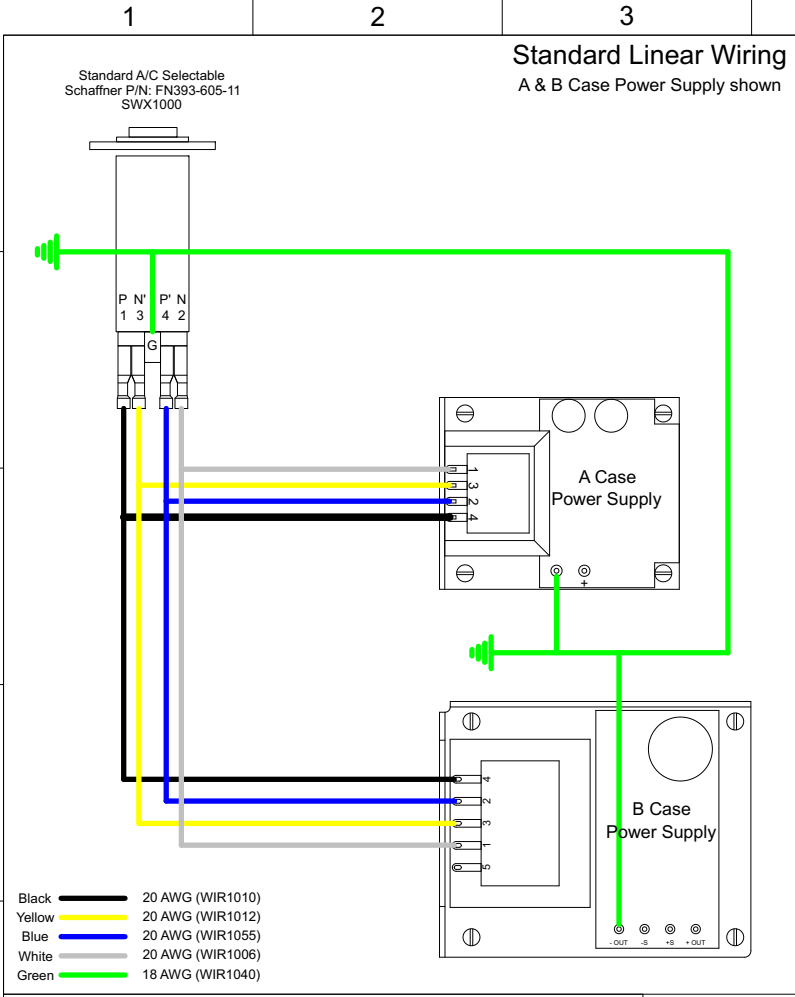 1 2 3
Standard Linear Wiring
A & B Case Power Supply shown
Standard A/C Selectable
Schaffner P/N: FN393-605-11
SWX1000
P N' P' N
1 3 4 2
G
1
3
2
4
A Case
Power Supply
+
4
2
3
1
5
B Case
Power Supply
- OUT -S +S + OUT
Black 20 AWG (WIR1010)
Yellow 20 AWG (WIR1012)
Blue 20 AWG (WIR1055)
White 20 AWG (WIR1006)
Green 18 AWG (WIR1040)